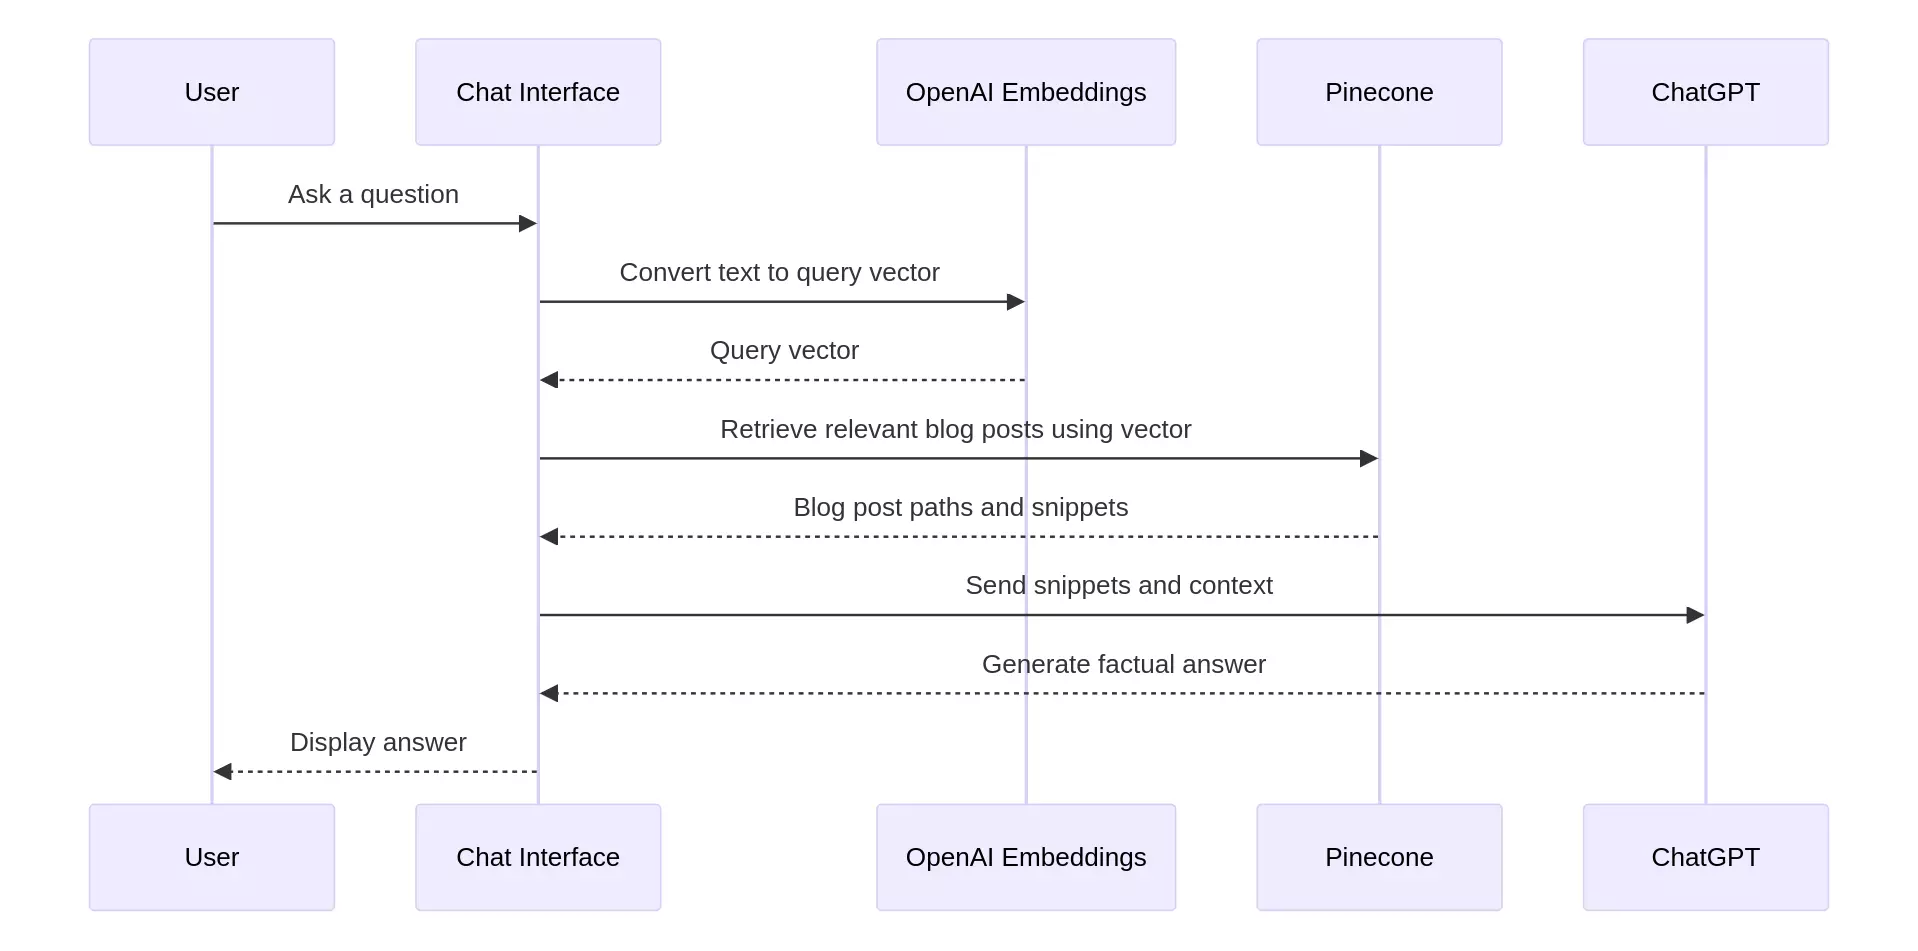 User
Chat Interface
OpenAI Embeddings
Pinecone
ChatGPT
Ask a question
Convert text to query vector
Query vector
Retrieve relevant blog posts using vector
Blog post paths and snippets
Send snippets and context
Generate factual answer
Display answer
User
Chat Interface
OpenAI Embeddings
Pinecone
ChatGPT